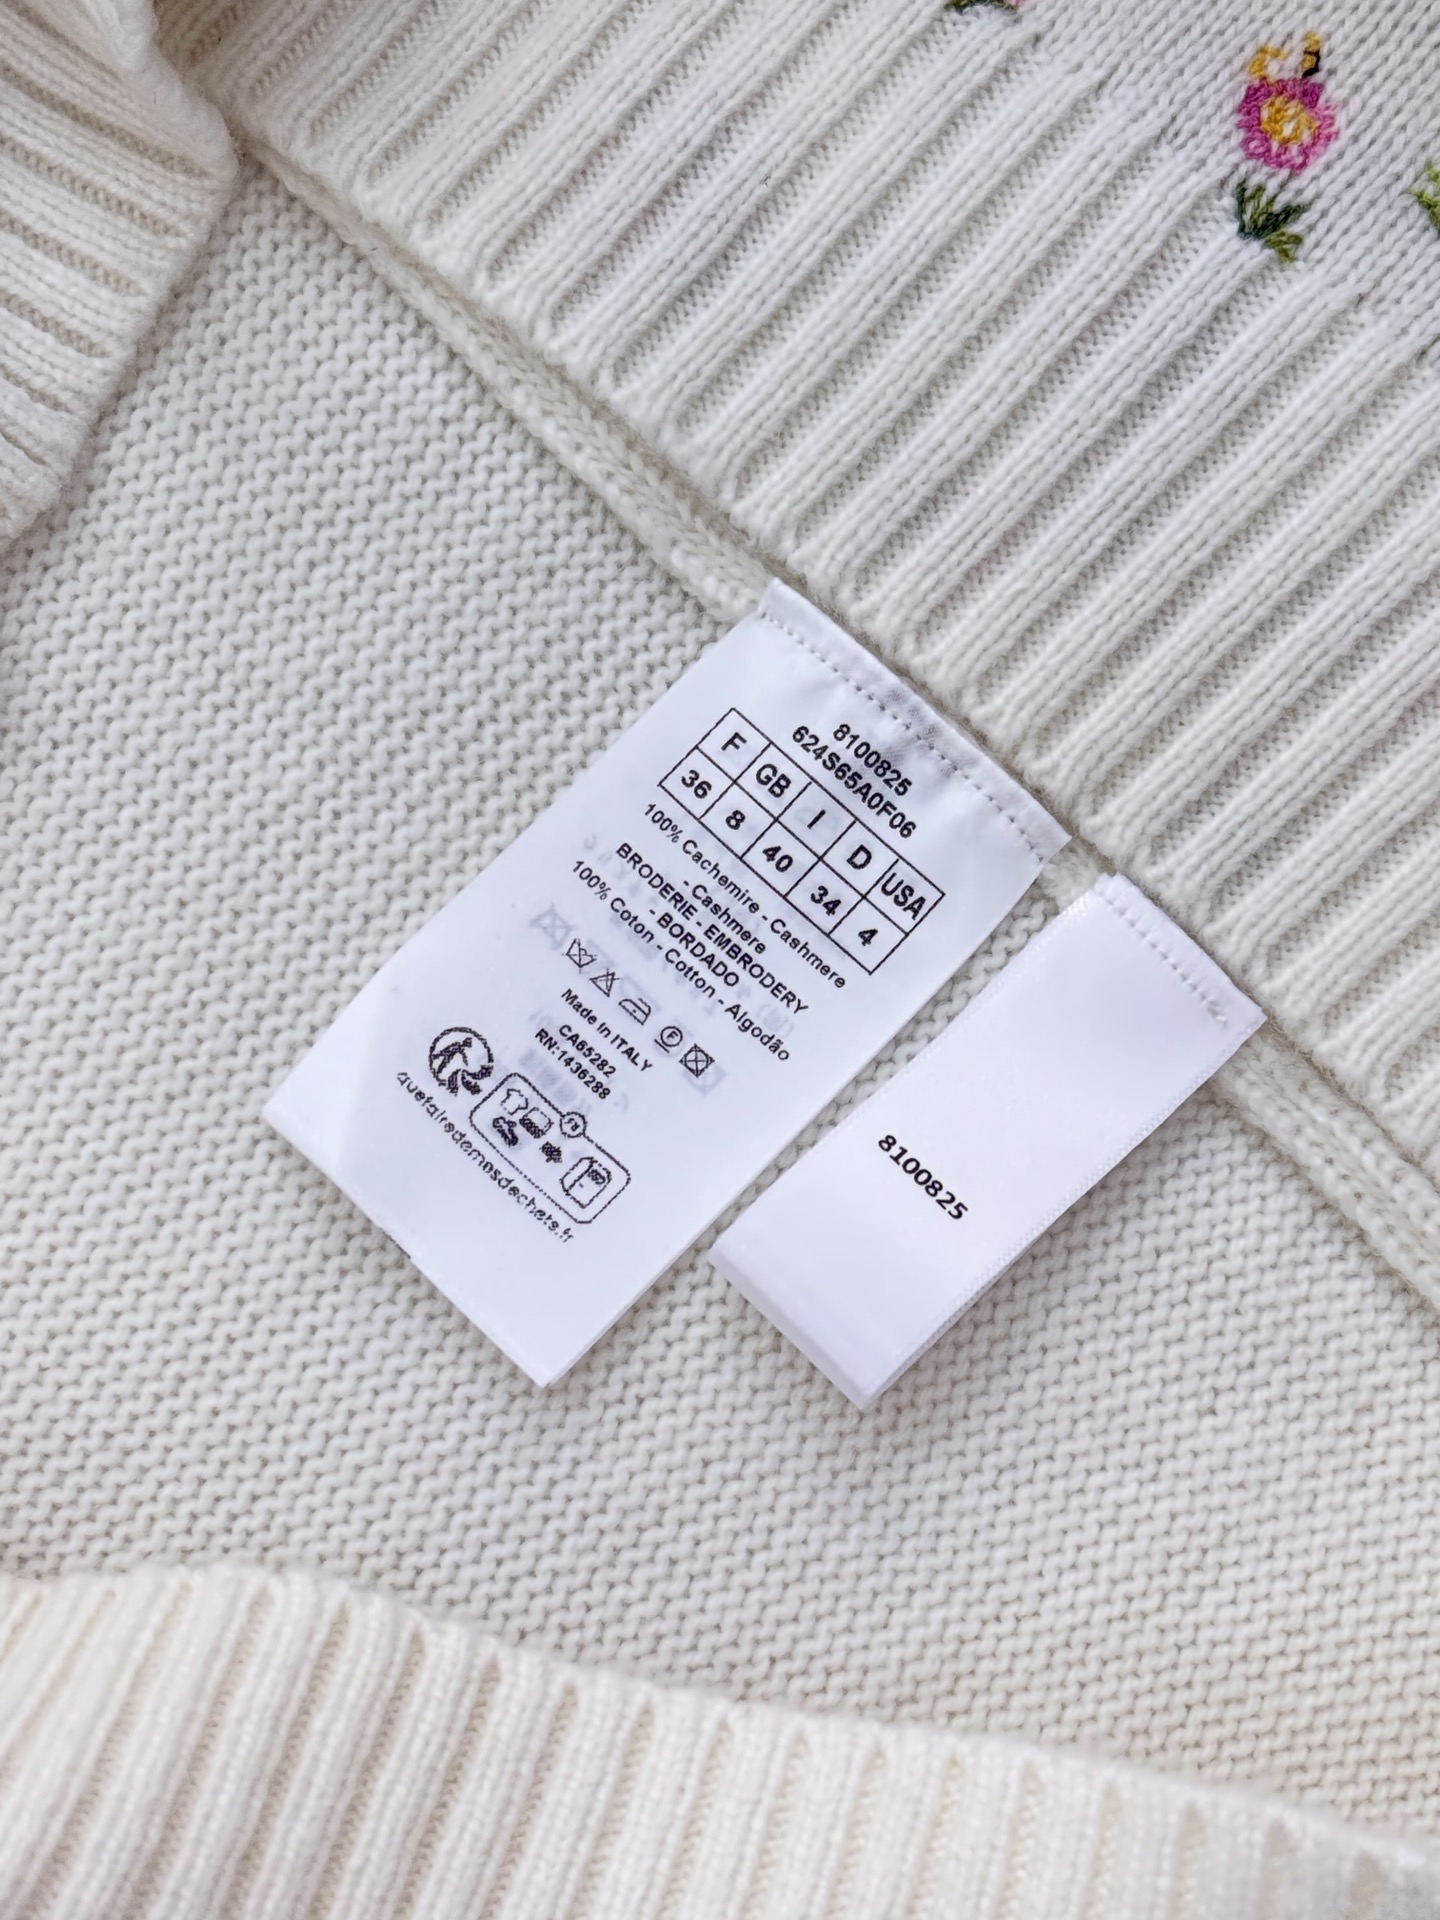 8100825
624S65A0F06
F GB I D USA
36 8 40 34 4
100% Cachemire - Cashmere
- Cashmere
BRODERIE - EMBRODERY
- BORDADO
100% Coton - Cotton - Algodão
F
Made in ITALY
CA65282
RN:1436288
FR
quefairedemesdechets.fr
8100825